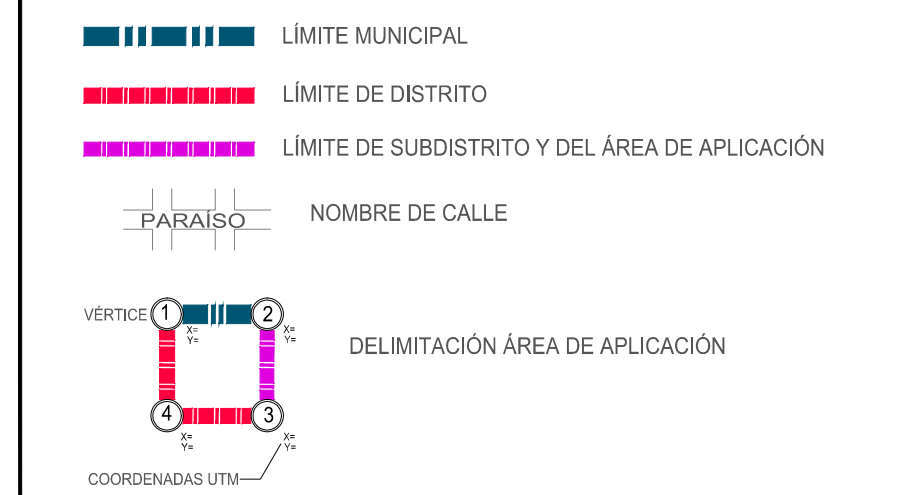 LÍMITE MUNICIPAL
LÍMITE DE DISTRITO
LÍMITE DE SUBDISTRITO Y DEL ÁREA DE APLICACIÓN
PARAÍSO
NOMBRE DE CALLE
VÉRTICE
1
2
X=
Y=
X=
Y=
DELIMITACIÓN ÁREA DE APLICACIÓN
4
3
X=
Y=
X=
Y=
COORDENADAS UTM